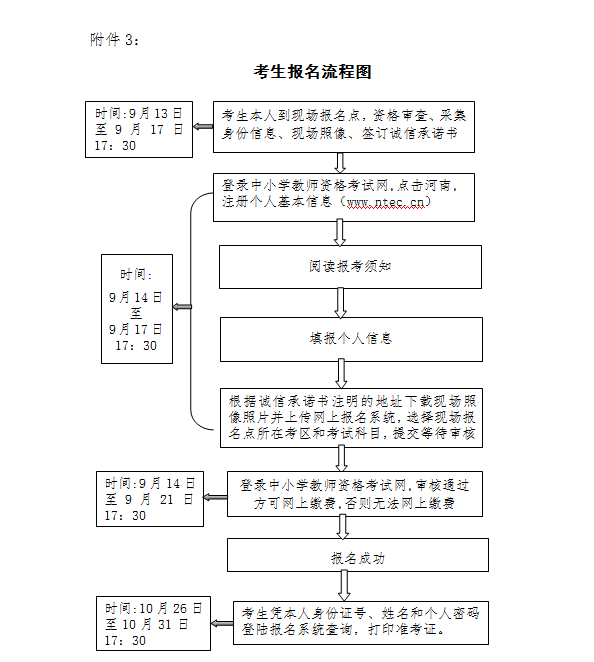 附件 3：
考生报名流程图
时间:9月13日
至9月17日
17：30
考生本人到现场报名点，资格审查、采集
身份信息、现场照像、签订诚信承诺书
登录中小学教师资格考试网,点击河南，
注册个人基本信息（www.ntec.cn）
阅读报考须知
时间:
9月14日
至
9月17日
17：30
填报个人信息
根据诚信承诺书注明的地址下载现场照
像照片并上传网上报名系统，选择现场报
名点所在考区和考试科目，提交等待审核
时间:9月14
至9月21日
17：30
登录中小学教师资格考试网,审核通过
方可网上缴费,否则无法网上缴费
报名成功
时间:10月26日
至10月31日
17：30
考生凭本人身份证号、姓名和个人密码
登陆报名系统查询，打印准考证。